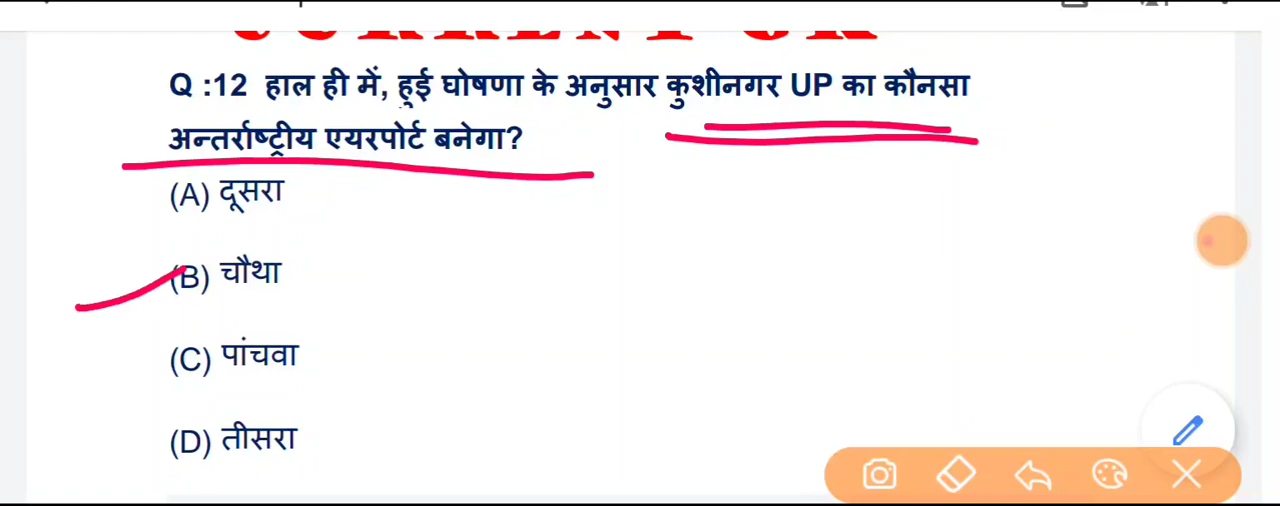 Q :12 हाल ही में, हुई घोषणा के अनुसार कुशीनगर UP का कौनसा
अन्तर्राष्ट्रीय एयरपोर्ट बनेगा?
(A) दूसरा
(B) चौथा
(C) पांचवा
(D) तीसरा